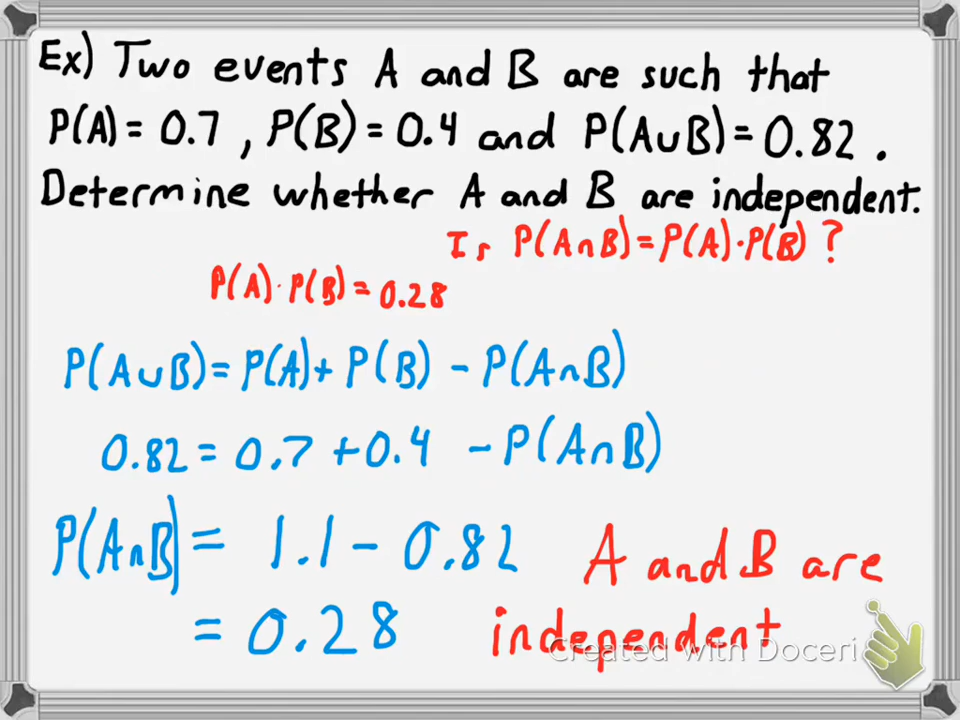 Ex) Two events A and B are such that
P(A) = 0.7, P(B) = 0.4 and P(A∪B) = 0.82.
Determine whether A and B are independent.
Is P(A∩B) = P(A)·P(B)?
P(A)·P(B) = 0.28
P(A∪B) = P(A) + P(B) - P(A∩B)
0.82 = 0.7 + 0.4 - P(A∩B)
P(A∩B) = 1.1 - 0.82
= 0.28
A and B are
independent
Created with Doceri